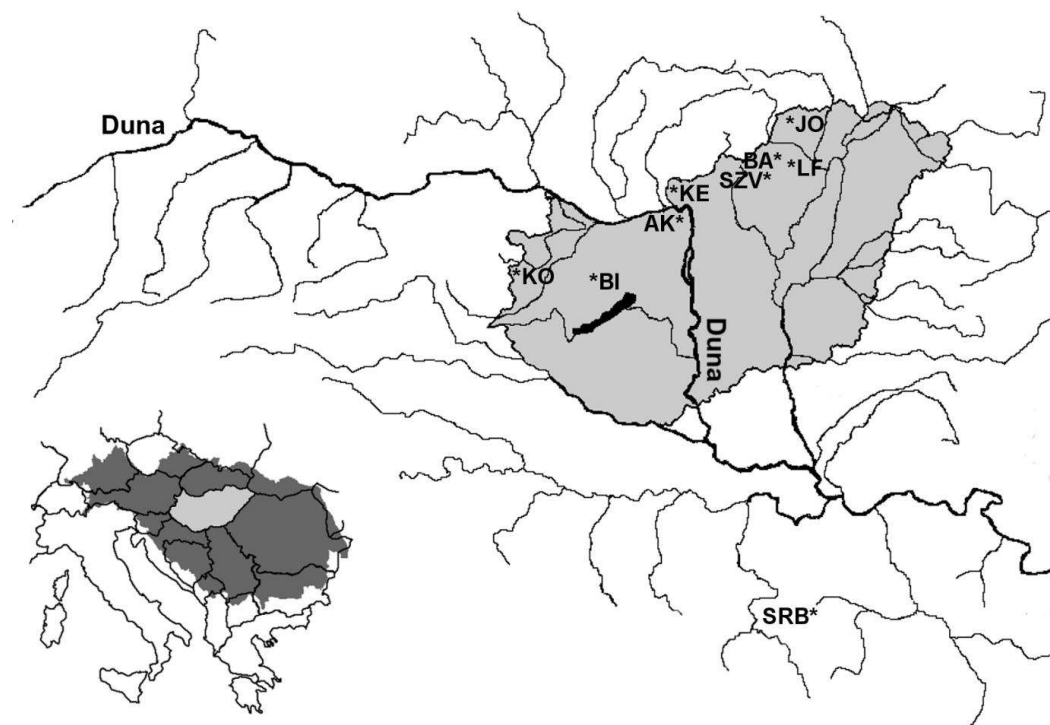 Duna
*JO
BA*
*LF
SZV*
*KE
AK*
*KO
*BI
Duna
SRB*